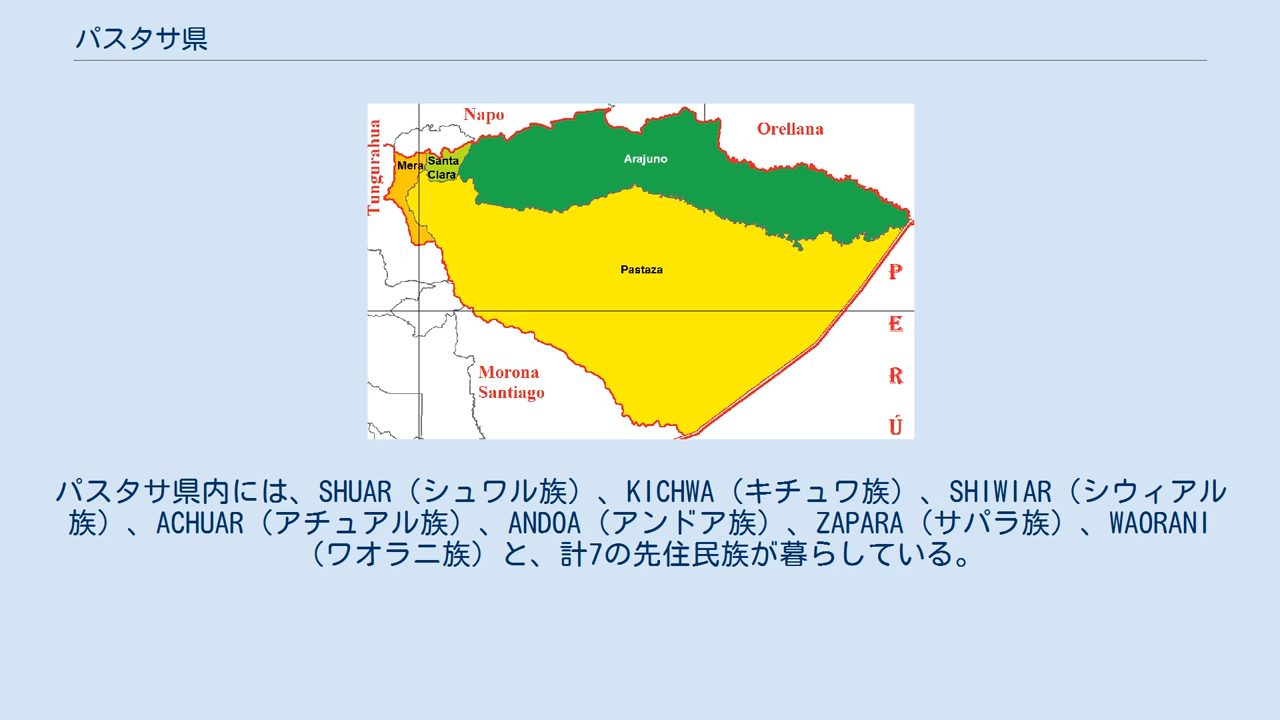 パスタサ県
Napo
Orellana
Tungurahua
Mera
Santa
Clara
Arajuno
Pastaza
PERÚ
Morona
Santiago
パスタサ県内には、SHUAR（シュワル族）、KICHWA（キチュワ族）、SHIWIAR（シウィアル
族）、ACHUAR（アチュアル族）、ANDOA（アンドア族）、ZAPARA（サパラ族）、WAORANI
（ワオラニ族）と、計7の先住民族が暮らしている。